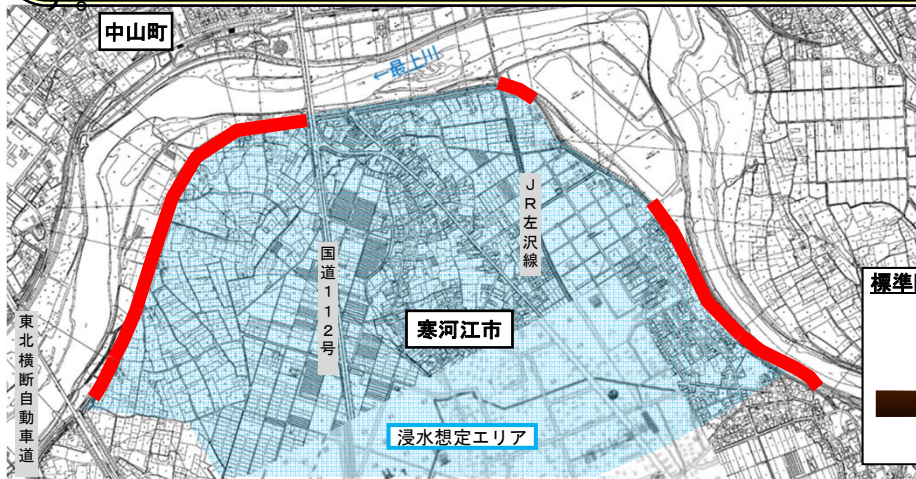 す。
中山町
←最上川
JR左沢線
国道112号
寒河江市
標準
東北横断自動車道
浸水想定エリア